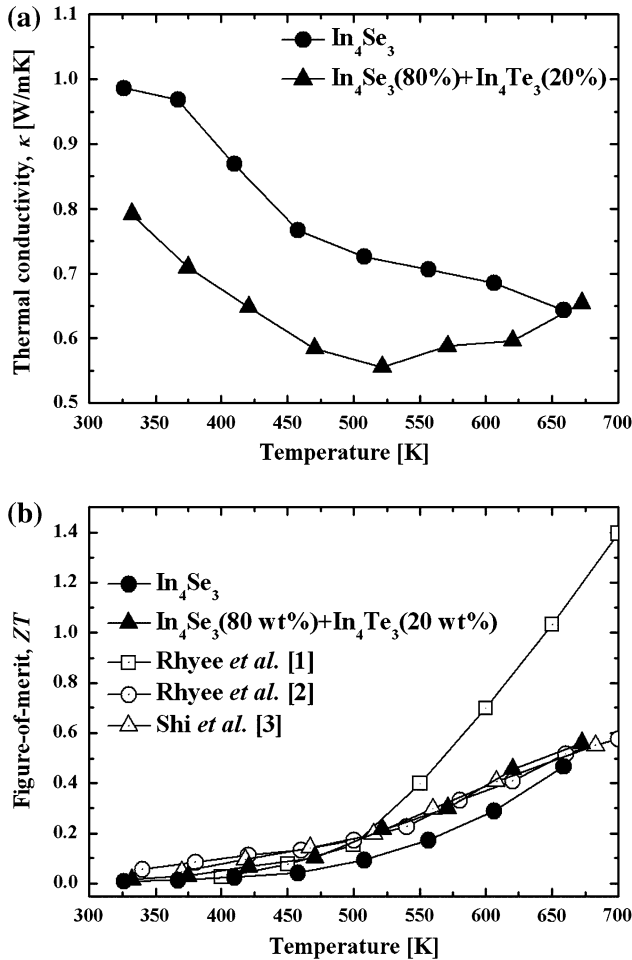 (a)
In4Se3
In4Se3(80%)+In4Te3(20%)
Thermal conductivity, κ [W/mK]
1.1
1.0
0.9
0.8
0.7
0.6
0.5
300 350 400 450 500 550 600 650 700
Temperature [K]
(b)
In4Se3
In4Se3(80 wt%)+In4Te3(20 wt%)
Rhyee et al. [1]
Rhyee et al. [2]
Shi et al. [3]
Figure-of-merit, ZT
1.4
1.2
1.0
0.8
0.6
0.4
0.2
0.0
300 350 400 450 500 550 600 650 700
Temperature [K]